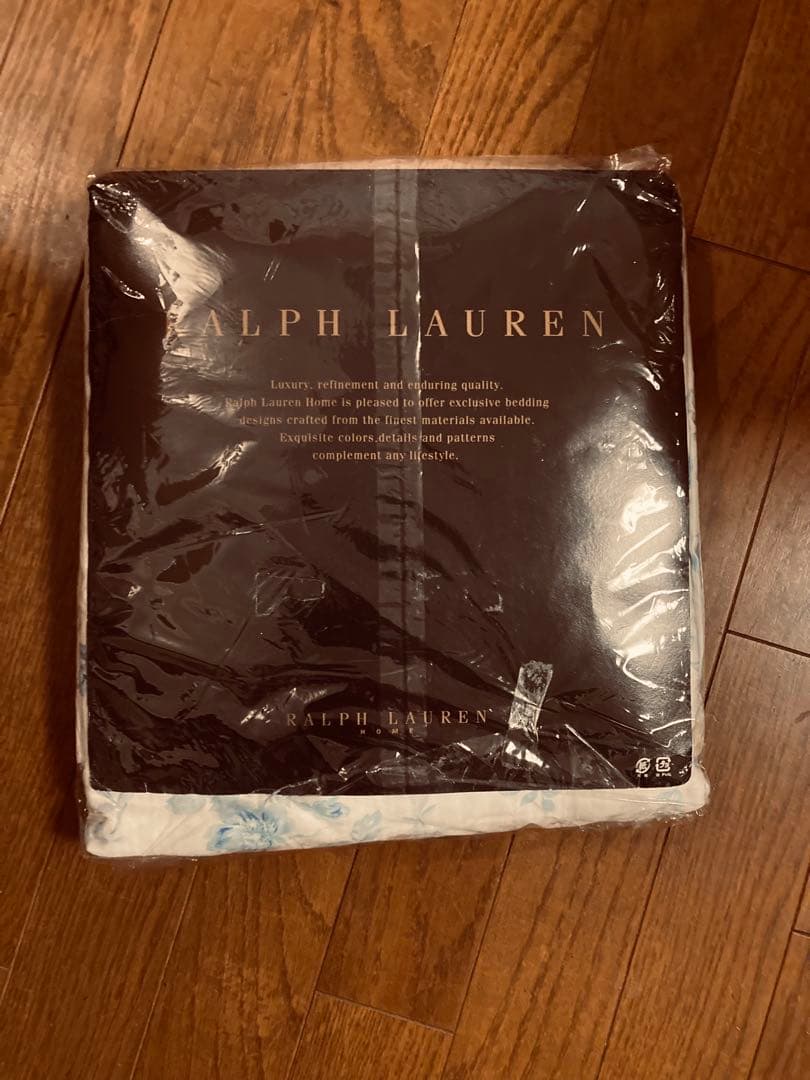 RALPH LAUREN
Luxury, refinement and enduring quality.
Ralph Lauren Home is pleased to offer exclusive bedding
designs crafted from the finest materials available.
Exquisite colors,details and patterns
complement any lifestyle.
RALPH LAUREN
HOME